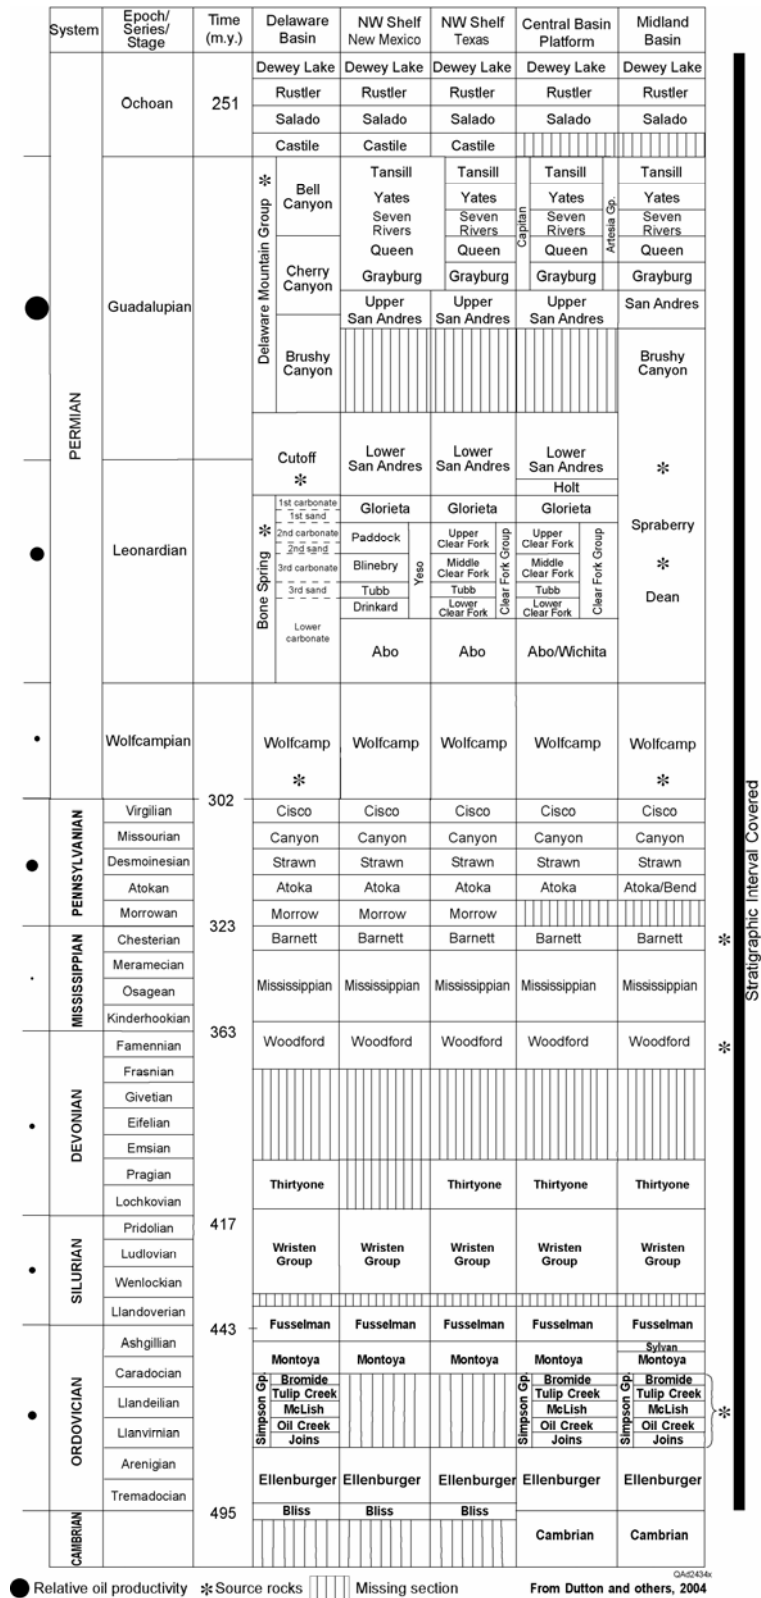 System
Epoch/
Series/
Stage
Time
(m.y.)
Delaware
Basin
NW Shelf
New Mexico
NW Shelf
Texas
Central Basin
Platform
Midland
Basin
PERMIAN
Ochoan
251
Dewey Lake
Dewey Lake
Dewey Lake
Dewey Lake
Dewey Lake
Rustler
Rustler
Rustler
Rustler
Rustler
Salado
Salado
Salado
Salado
Salado
Castile
Castile
Castile
Guadalupian
Delaware Mountain Group *
Bell
Canyon
Cherry
Canyon
Brushy
Canyon
Tansill
Yates
Seven
Rivers
Queen
Grayburg
Upper
San Andres
Tansill
Yates
Seven
Rivers
Queen
Grayburg
Upper
San Andres
Capitan
Tansill
Yates
Seven
Rivers
Queen
Grayburg
Artesia Gp.
Upper
San Andres
Tansill
Yates
Seven
Rivers
Queen
Grayburg
San Andres
Brushy
Canyon
Leonardian
Cutoff
*
Bone Spring *
1st carbonate
1st sand
2nd carbonate
2nd sand
3rd carbonate
3rd sand
Lower
carbonate
Lower
San Andres
Glorieta
Paddock
Blinebry
Tubb
Drinkard
Yeso
Abo
Lower
San Andres
Glorieta
Upper
Clear Fork
Middle
Clear Fork
Tubb
Lower
Clear Fork
Clear Fork Group
Abo
Lower
San Andres
Holt
Glorieta
Upper
Clear Fork
Middle
Clear Fork
Tubb
Lower
Clear Fork
Clear Fork Group
Abo/Wichita
*
Spraberry
*
Dean
Wolfcampian
Wolfcamp
*
Wolfcamp
Wolfcamp
Wolfcamp
Wolfcamp
*
302
PENNSYLVANIAN
Virgilian
Cisco
Cisco
Cisco
Cisco
Cisco
Missourian
Canyon
Canyon
Canyon
Canyon
Canyon
Desmoinesian
Strawn
Strawn
Strawn
Strawn
Strawn
Atokan
Atoka
Atoka
Atoka
Atoka
Atoka/Bend
Morrowan
Morrow
Morrow
Morrow
323
MISSISSIPPIAN
Chesterian
Barnett
Barnett
Barnett
Barnett
Barnett
*
Meramecian
Osagean
Kinderhookian
Mississippian
Mississippian
Mississippian
Mississippian
Mississippian
363
DEVONIAN
Famennian
Woodford
Woodford
Woodford
Woodford
Woodford
*
Frasnian
Givetian
Eifelian
Emsian
Pragian
Lochkovian
Thirtyone
Thirtyone
Thirtyone
Thirtyone
417
SILURIAN
Pridolian
Ludlovian
Wenlockian
Llandoverian
Wristen
Group
Wristen
Group
Wristen
Group
Wristen
Group
Wristen
Group
443
Fusselman
Fusselman
Fusselman
Fusselman
Fusselman
ORDOVICIAN
Ashgillian
Sylvan
Montoya
Montoya
Montoya
Montoya
Montoya
Caradocian
Llandeilian
Llanvirnian
Simpson Gp.
Bromide
Tulip Creek
McLish
Oil Creek
Joins
Simpson Gp.
Bromide
Tulip Creek
McLish
Oil Creek
Joins
Simpson Gp.
Bromide
Tulip Creek
McLish
Oil Creek
Joins
*
Arenigian
Tremadocian
Ellenburger
Ellenburger
Ellenburger
Ellenburger
Ellenburger
495
Bliss
Bliss
Bliss
CAMBRIAN
Cambrian
Cambrian
Stratigraphic Interval Covered
QAd2434x
Relative oil productivity
* Source rocks
Missing section
From Dutton and others, 2004